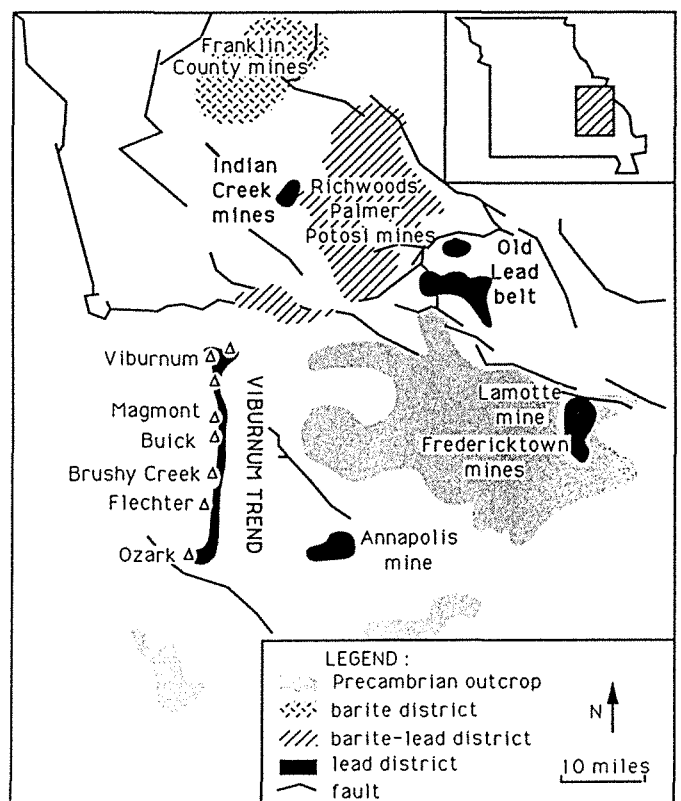 Franklin
County mines
Indian
Creek
mines
Richwoods
Palmer
Potosi mines
Old
Lead
belt
Viburnum
Magmont
Buick
Brushy Creek
Flechter
Ozark
VIBURNUM TREND
Lamotte
mine
Fredericktown
mines
Annapolis
mine
LEGEND :
Precambrian outcrop
barite district
barite-lead district
lead district
fault
N
10 miles